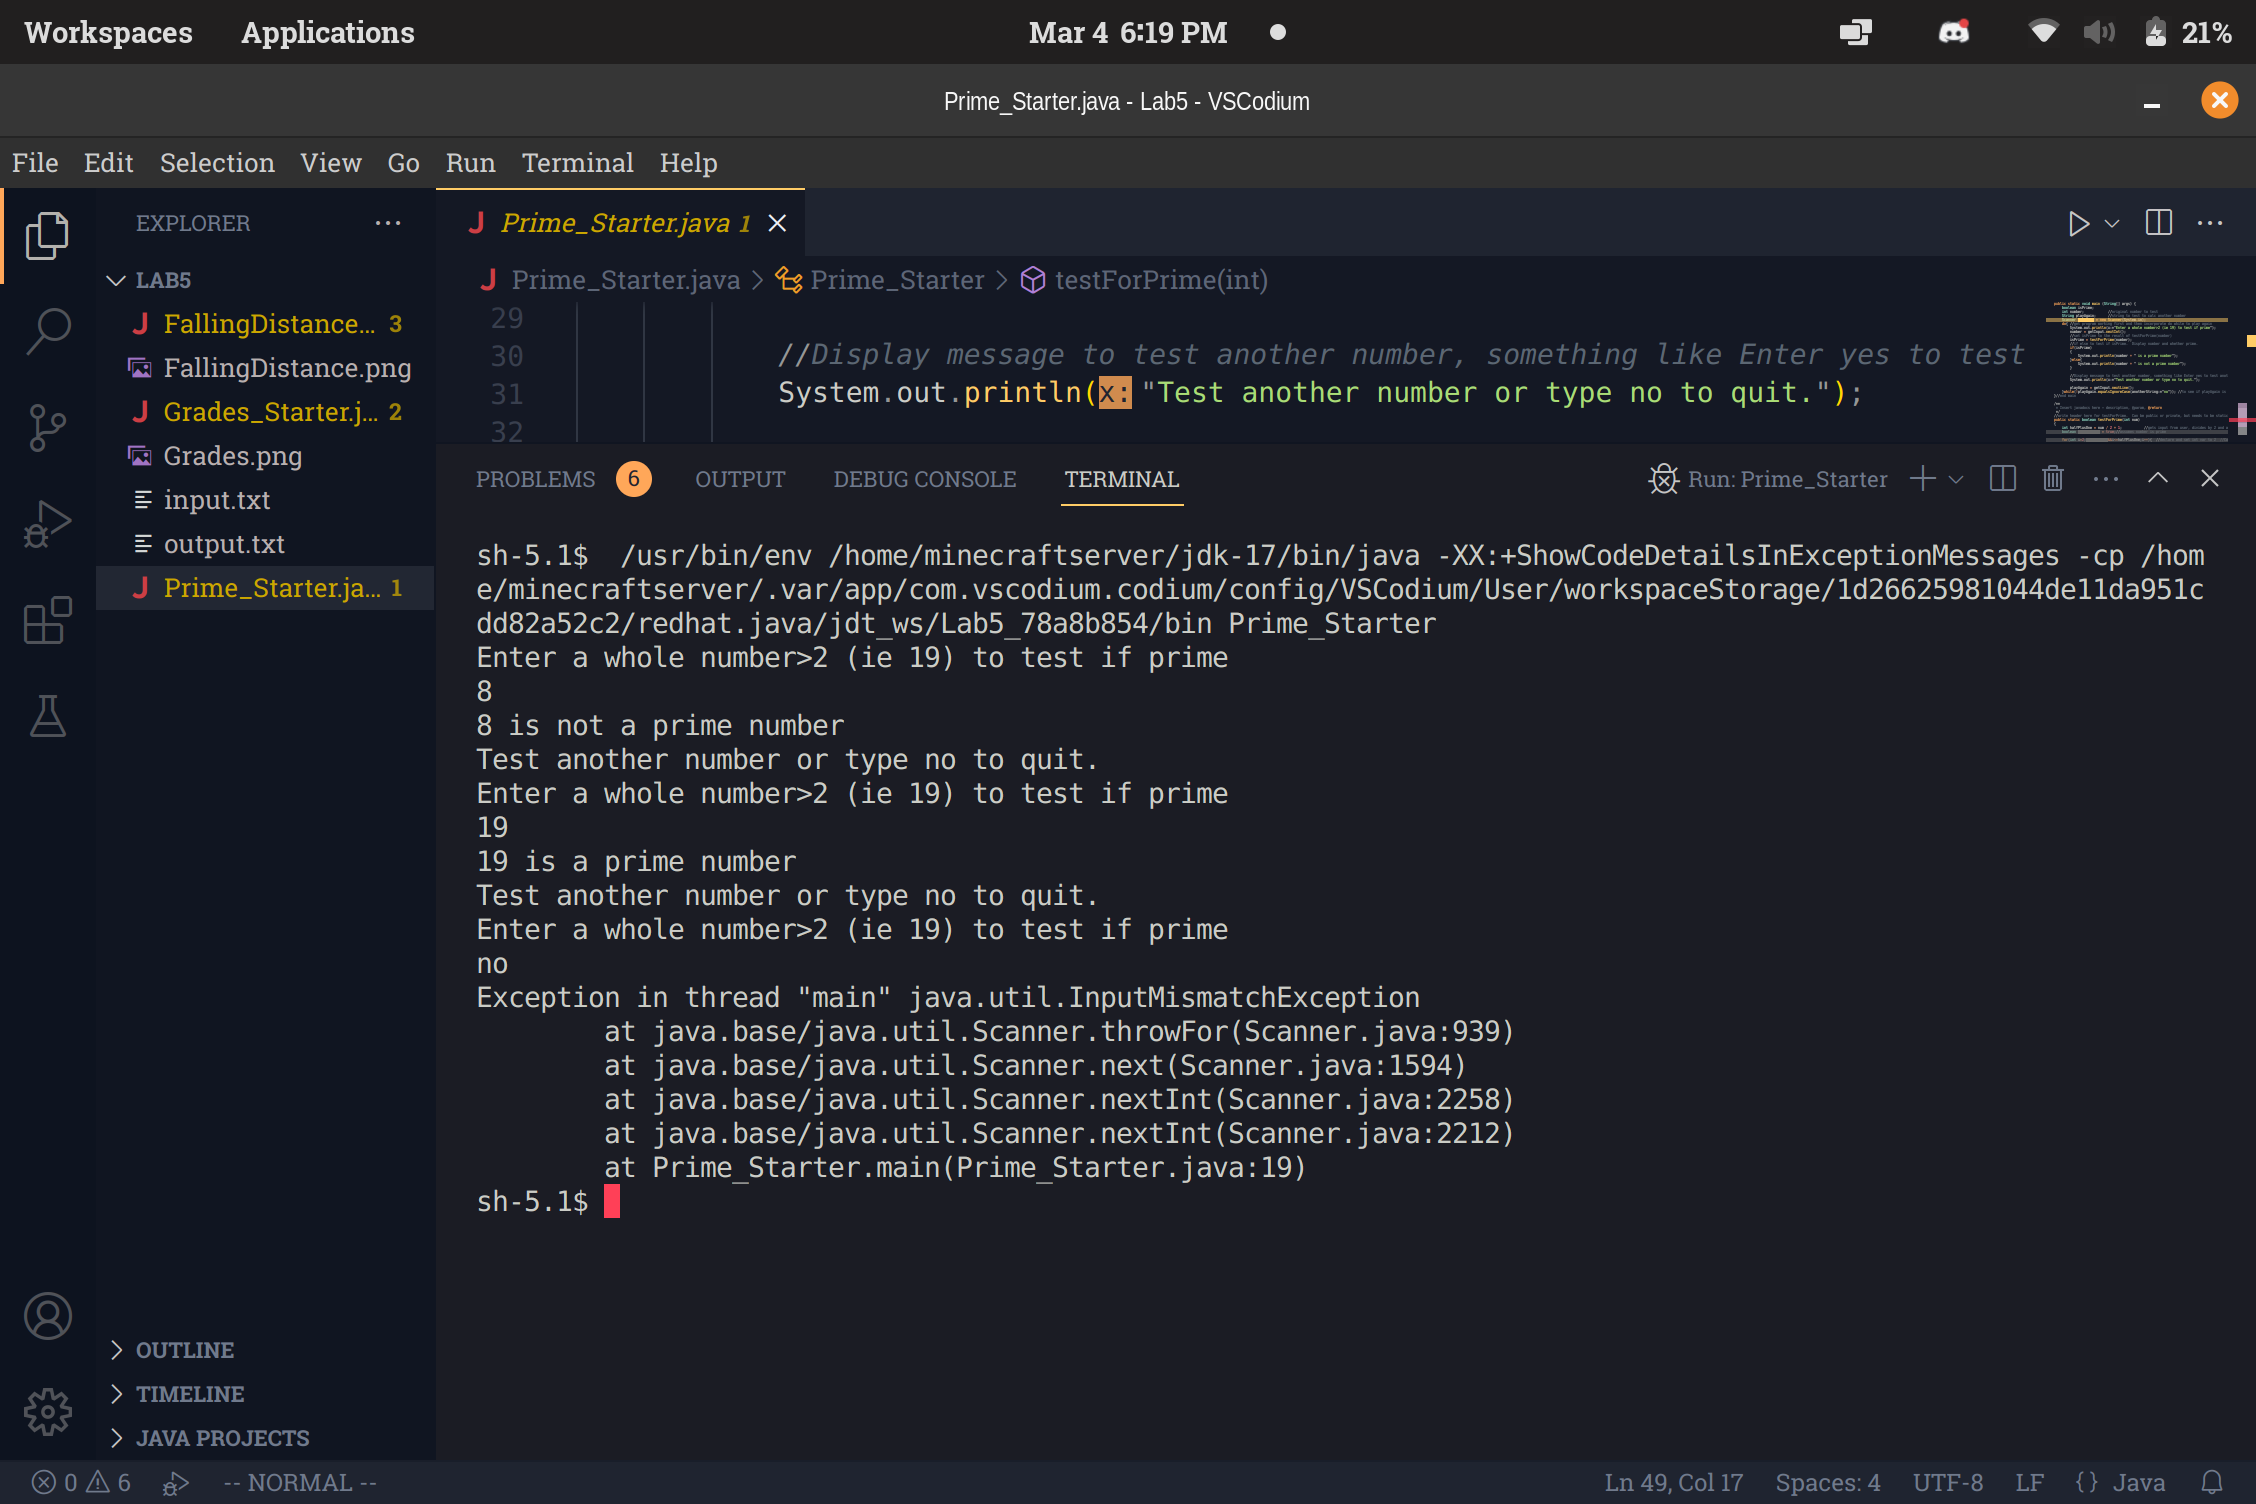 Workspaces Applications Mar 4 6:19 PM 21%
Prime_Starter.java - Lab5 - VSCodium
File Edit Selection View Go Run Terminal Help
EXPLORER
LAB5
FallingDistance... 3
FallingDistance.png
Grades_Starter.j... 2
Grades.png
input.txt
output.txt
Prime_Starter.ja... 1
OUTLINE
TIMELINE
JAVA PROJECTS
Prime_Starter.java 1
Prime_Starter.java > Prime_Starter > testForPrime(int)
29
30 //Display message to test another number, something like Enter yes to test
31 System.out.println(x: "Test another number or type no to quit.");
32
PROBLEMS 6 OUTPUT DEBUG CONSOLE TERMINAL Run: Prime_Starter
sh-5.1$  /usr/bin/env /home/minecraftserver/jdk-17/bin/java -XX:+ShowCodeDetailsInExceptionMessages -cp /hom
e/minecraftserver/.var/app/com.vscodium.codium/config/VSCodium/User/workspaceStorage/1d26625981044de11da951c
dd82a52c2/redhat.java/jdt_ws/Lab5_78a8b854/bin Prime_Starter
Enter a whole number>2 (ie 19) to test if prime
8
8 is not a prime number
Test another number or type no to quit.
Enter a whole number>2 (ie 19) to test if prime
19
19 is a prime number
Test another number or type no to quit.
Enter a whole number>2 (ie 19) to test if prime
no
Exception in thread "main" java.util.InputMismatchException
at java.base/java.util.Scanner.throwFor(Scanner.java:939)
at java.base/java.util.Scanner.next(Scanner.java:1594)
at java.base/java.util.Scanner.nextInt(Scanner.java:2258)
at java.base/java.util.Scanner.nextInt(Scanner.java:2212)
at Prime_Starter.main(Prime_Starter.java:19)
sh-5.1$
0 6 -- NORMAL -- Ln 49, Col 17 Spaces: 4 UTF-8 LF {} Java